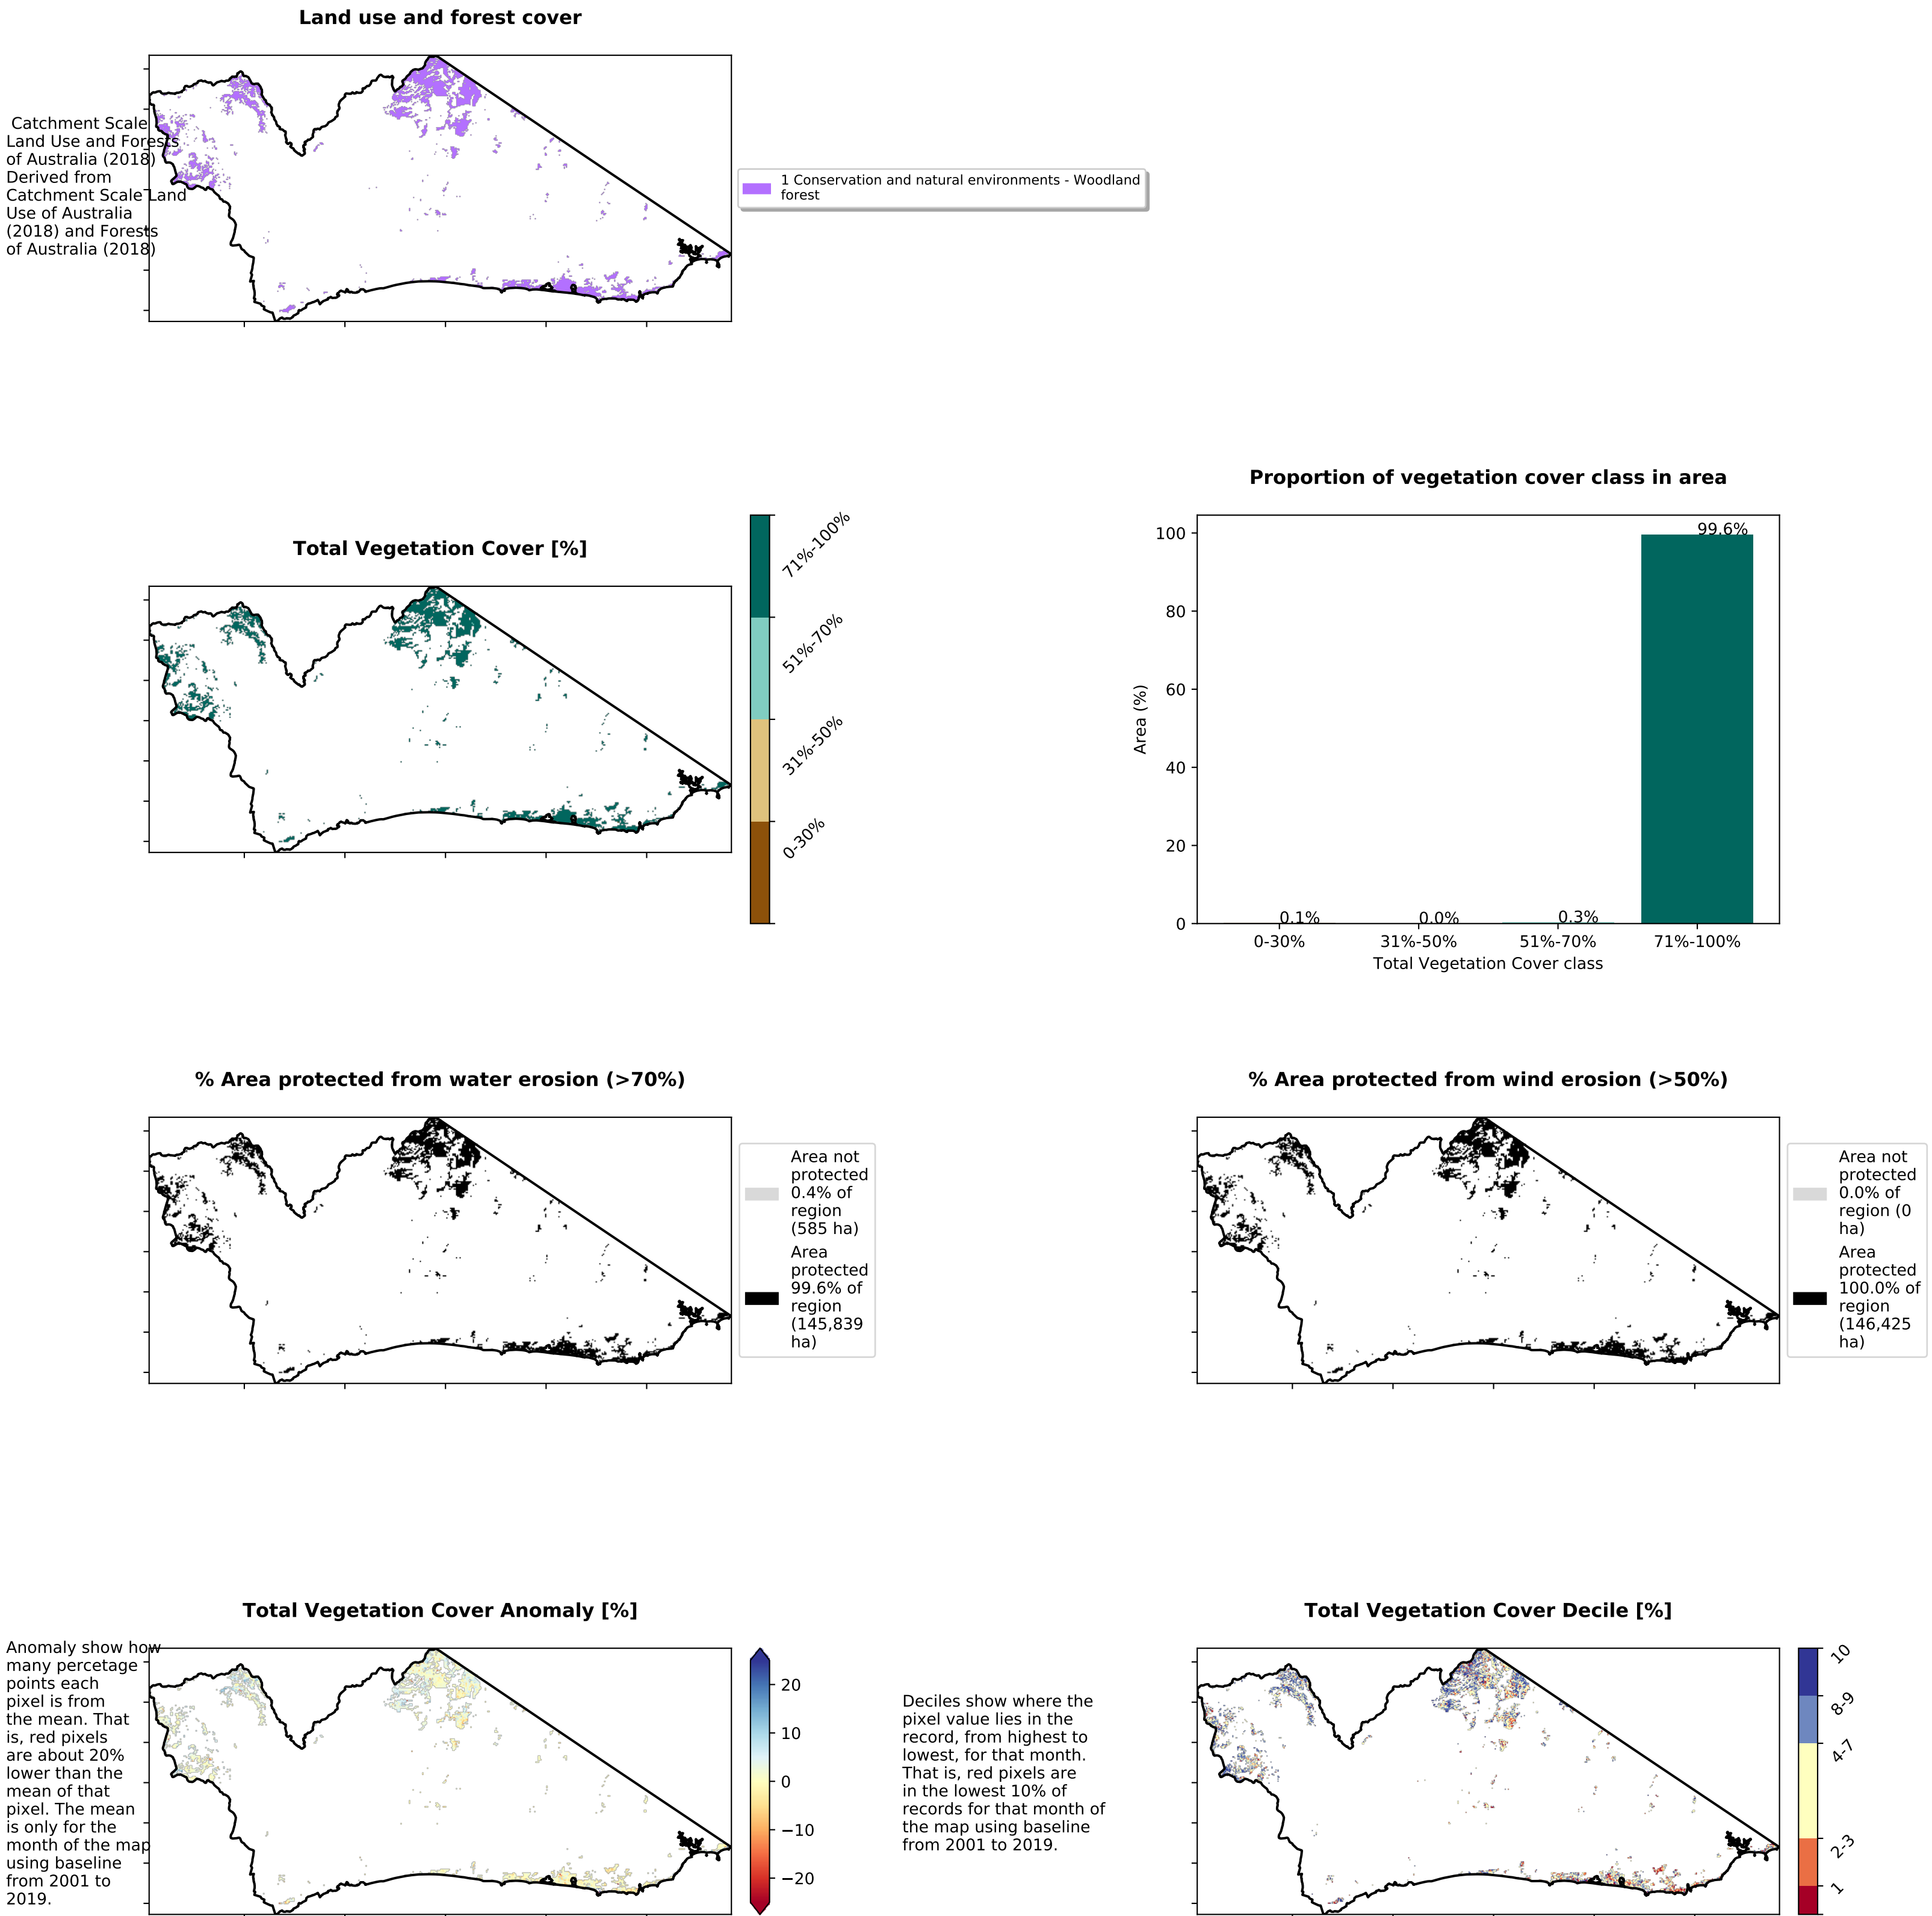 Land use and forest cover
Catchment Scale
Land Use and Forests
of Australia (2018)
Derived from
Catchment Scale Land
Use of Australia
(2018) and Forests
of Australia (2018)
1 Conservation and natural environments - Woodland
forest
Total Vegetation Cover [%]
71%-100%
51%-70%
31%-50%
0-30%
Proportion of vegetation cover class in area
100
80
60
40
20
0
Area (%)
0.1%
0.0%
0.3%
99.6%
0-30%
31%-50%
51%-70%
71%-100%
Total Vegetation Cover class
% Area protected from water erosion (>70%)
Area not
protected
0.4% of
region
(585 ha)
Area
protected
99.6% of
region
(145,839
ha)
% Area protected from wind erosion (>50%)
Area not
protected
0.0% of
region (0
ha)
Area
protected
100.0% of
region
(146,425
ha)
Total Vegetation Cover Anomaly [%]
Anomaly show how
many percetage
points each
pixel is from
the mean. That
is, red pixels
are about 20%
lower than the
mean of that
pixel. The mean
is only for the
month of the map
using baseline
from 2001 to
2019.
20
10
0
−10
−20
Total Vegetation Cover Decile [%]
Deciles show where the
pixel value lies in the
record, from highest to
lowest, for that month.
That is, red pixels are
in the lowest 10% of
records for that month of
the map using baseline
from 2001 to 2019.
10
8-9
4-7
2-3
1